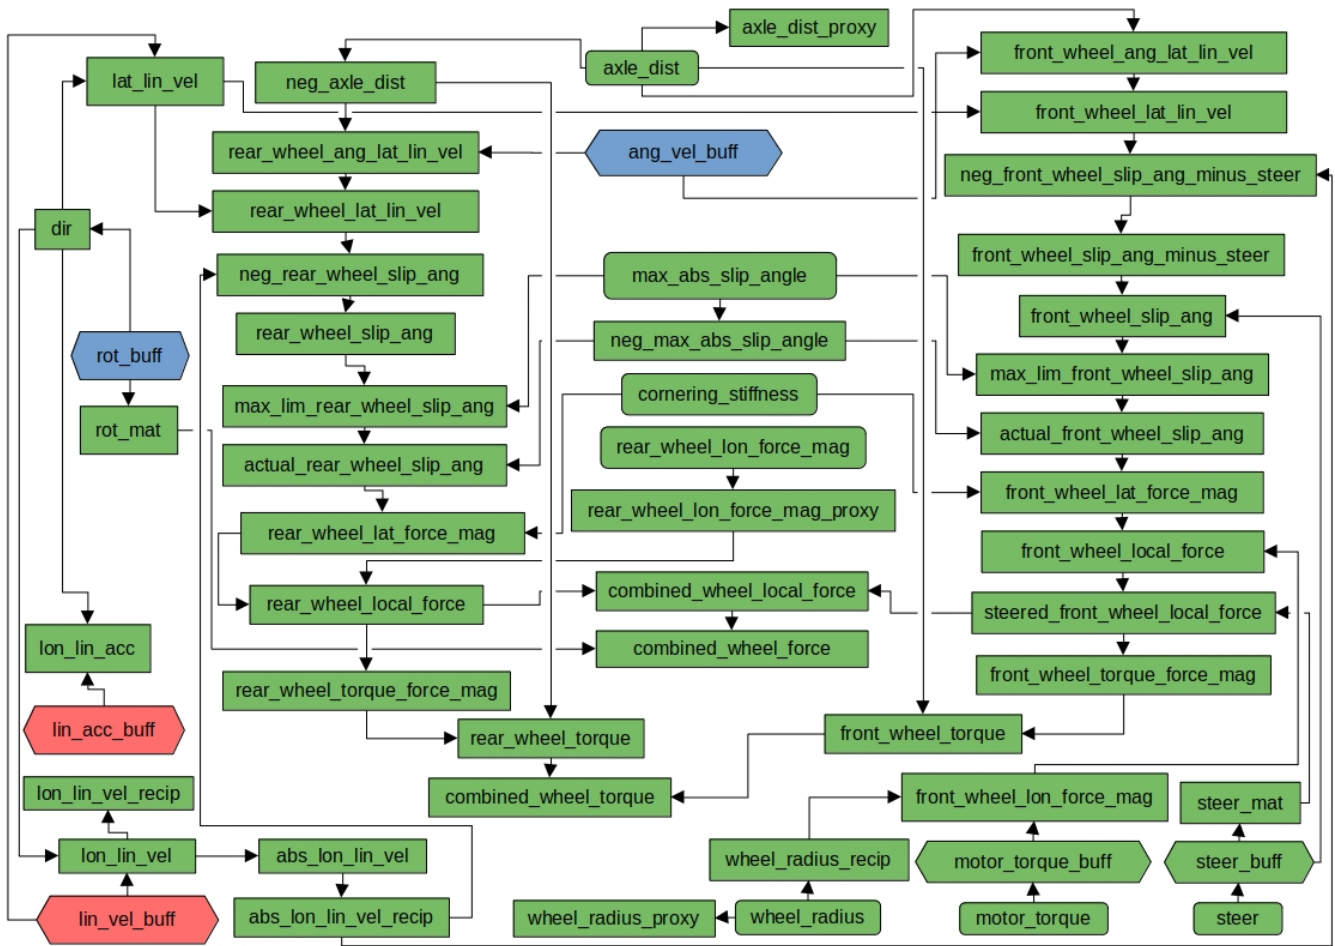 axle_dist_proxy
front_wheel_ang_lat_lin_vel
lat_lin_vel
neg_axle_dist
axle_dist
front_wheel_lat_lin_vel
rear_wheel_ang_lat_lin_vel
ang_vel_buff
neg_front_wheel_slip_ang_minus_steer
rear_wheel_lat_lin_vel
dir
front_wheel_slip_ang_minus_steer
neg_rear_wheel_slip_ang
max_abs_slip_angle
front_wheel_slip_ang
rear_wheel_slip_ang
neg_max_abs_slip_angle
rot_buff
max_lim_front_wheel_slip_ang
max_lim_rear_wheel_slip_ang
cornering_stiffness
rot_mat
actual_front_wheel_slip_ang
rear_wheel_lon_force_mag
actual_rear_wheel_slip_ang
front_wheel_lat_force_mag
rear_wheel_lon_force_mag_proxy
rear_wheel_lat_force_mag
front_wheel_local_force
rear_wheel_local_force
combined_wheel_local_force
steered_front_wheel_local_force
lon_lin_acc
combined_wheel_force
front_wheel_torque_force_mag
rear_wheel_torque_force_mag
lin_acc_buff
rear_wheel_torque
front_wheel_torque
lon_lin_vel_recip
combined_wheel_torque
front_wheel_lon_force_mag
steer_mat
lon_lin_vel
abs_lon_lin_vel
wheel_radius_recip
motor_torque_buff
steer_buff
lin_vel_buff
abs_lon_lin_vel_recip
wheel_radius_proxy
wheel_radius
motor_torque
steer